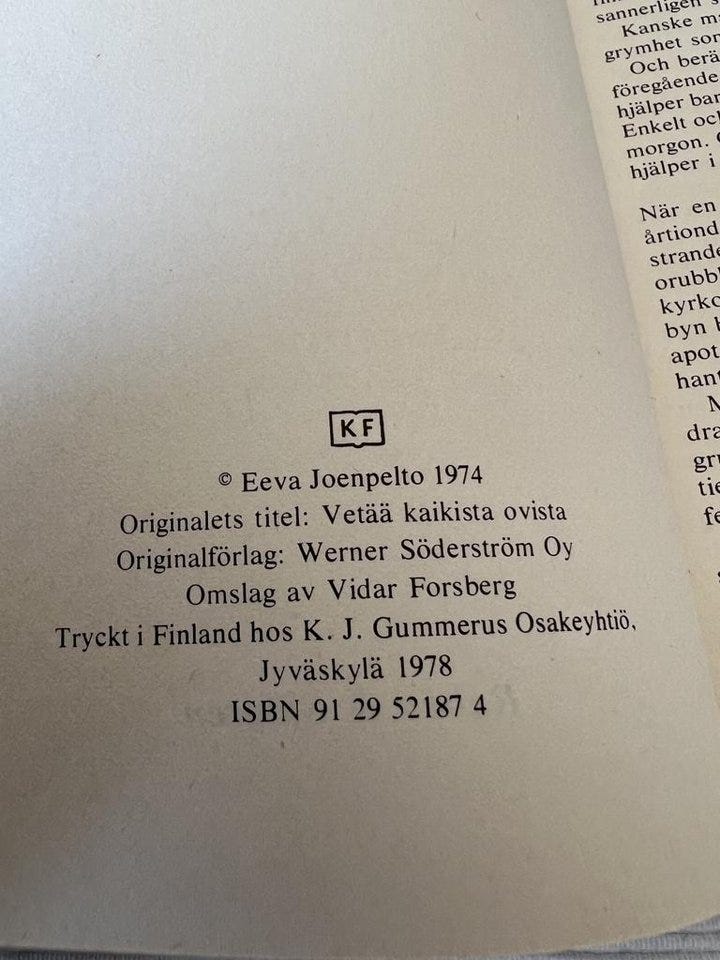 KF
© Eeva Joenpelto 1974
Originalets titel: Vetää kaikista ovista
Originalförlag: Werner Söderström Oy
Omslag av Vidar Forsberg
Tryckt i Finland hos K. J. Gummerus Osakeyhtiö,
Jyväskylä 1978
ISBN 91 29 52187 4
sannerligen
Kanske
grymhet
Och
föregående
hjälper
Enkelt
morgon.
hjälper i
När en